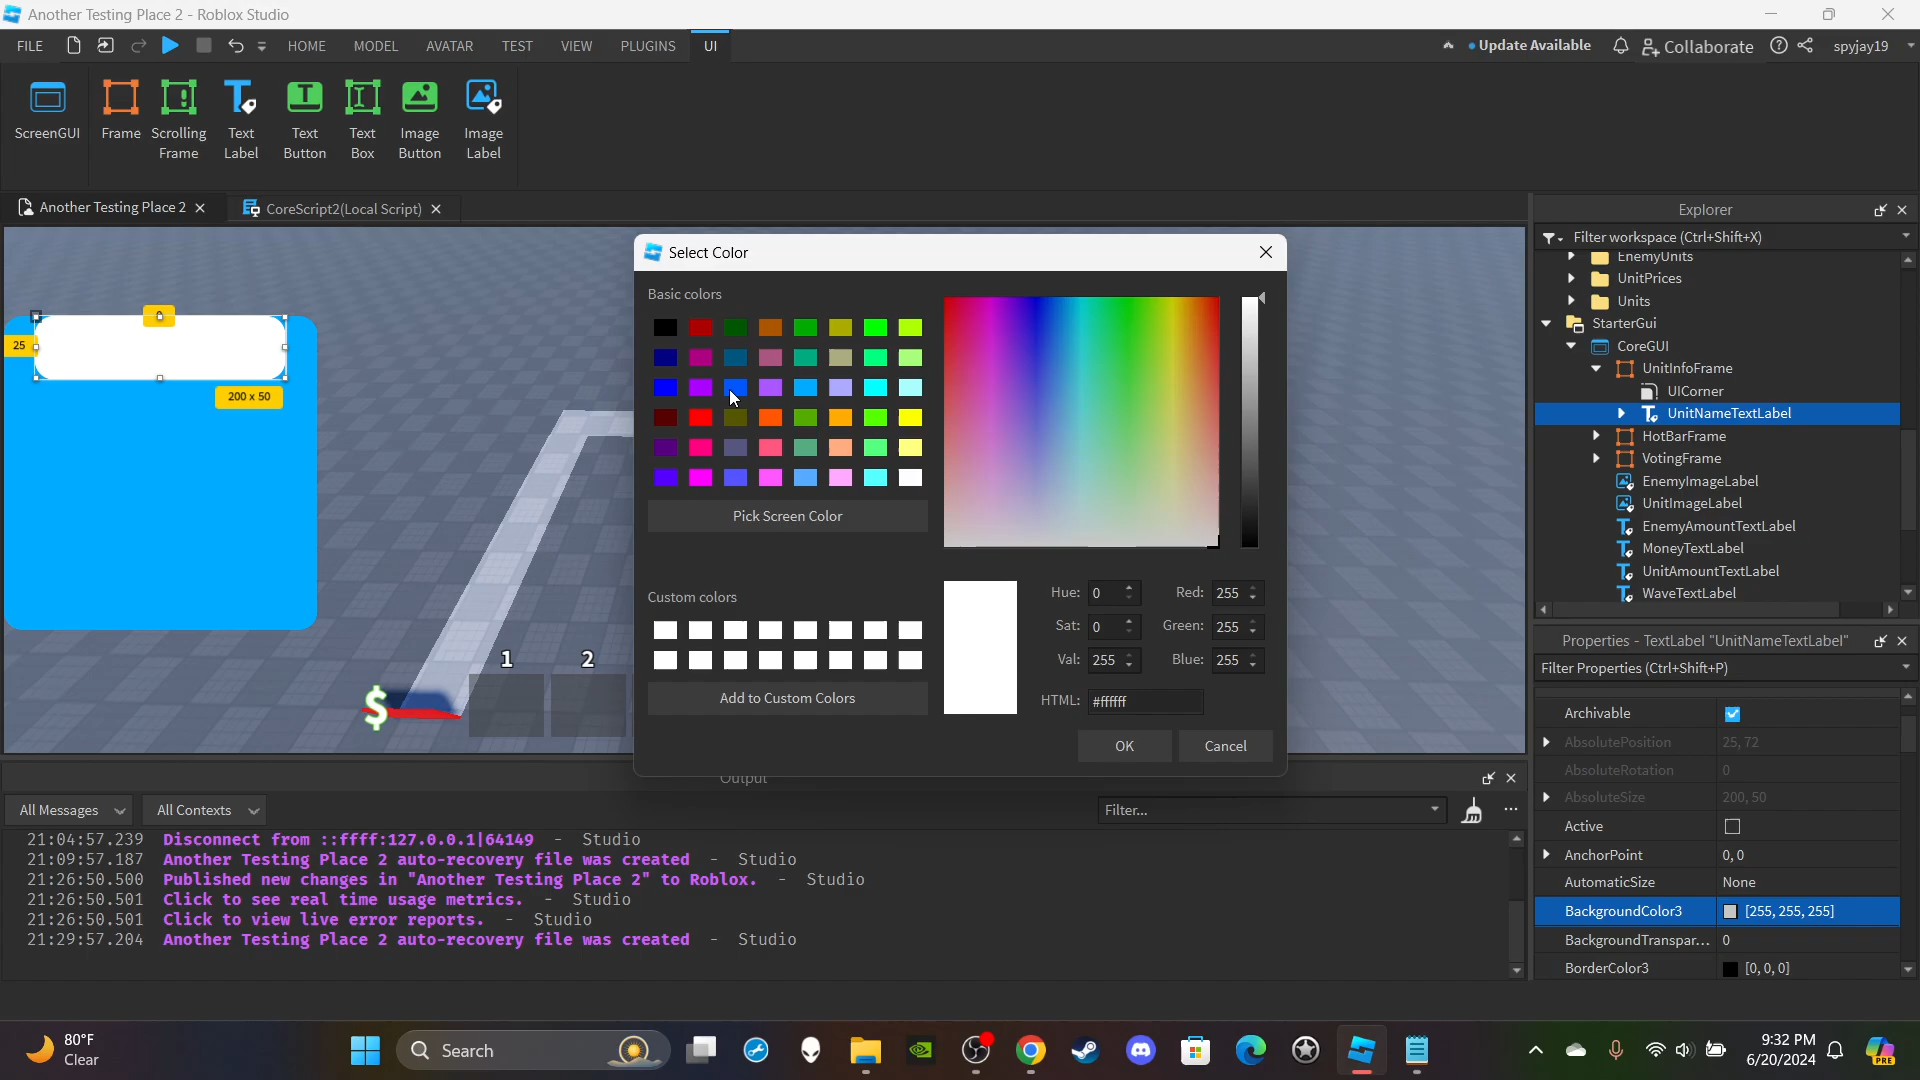 Another Testing Place 2 - Roblox Studio
FILE HOME MODEL AVATAR TEST VIEW PLUGINS UI Update Available Collaborate spyjay19
ScreenGUI Frame Scrolling Frame Text Label Text Button Text Box Image Button Image Label
Another Testing Place 2 CoreScript2(Local Script)
0
25
200 x 50
$
1 2
Select Color
Basic colors
Pick Screen Color
Custom colors
Add to Custom Colors
Hue: 0 Red: 255
Sat: 0 Green: 255
Val: 255 Blue: 255
HTML: #ffffff
OK Cancel
Explorer
Filter workspace (Ctrl+Shift+X)
EnemyUnits
UnitPrices
Units
StarterGui
CoreGUI
UnitInfoFrame
UICorner
UnitNameTextLabel
HotBarFrame
VotingFrame
EnemyImageLabel
UnitImageLabel
EnemyAmountTextLabel
MoneyTextLabel
UnitAmountTextLabel
WaveTextLabel
Properties - TextLabel "UnitNameTextLabel"
Filter Properties (Ctrl+Shift+P)
Archivable
AbsolutePosition 25, 72
AbsoluteRotation 0
AbsoluteSize 200, 50
Active
AnchorPoint 0, 0
AutomaticSize None
BackgroundColor3 [255, 255, 255]
BackgroundTranspar... 0
BorderColor3 [0, 0, 0]
Output
All Messages All Contexts Filter...
21:04:57.239 Disconnect from ::ffff:127.0.0.1|64149 - Studio
21:09:57.187 Another Testing Place 2 auto-recovery file was created - Studio
21:26:50.500 Published new changes in "Another Testing Place 2" to Roblox. - Studio
21:26:50.501 Click to see real time usage metrics. - Studio
21:26:50.501 Click to view live error reports. - Studio
21:29:57.204 Another Testing Place 2 auto-recovery file was created - Studio
80°F
Clear
Search
9:32 PM
6/20/2024
PRE